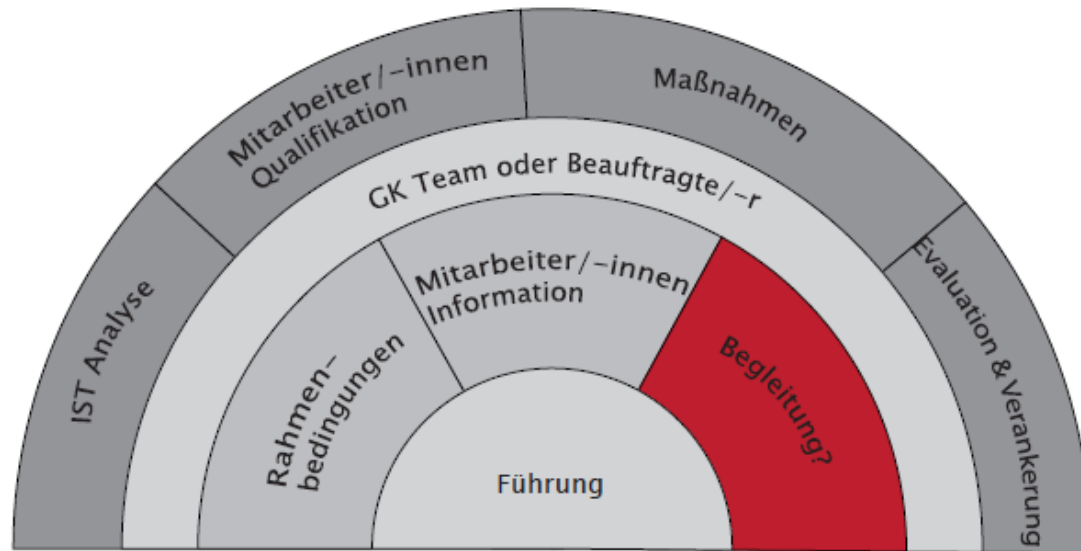 IST Analyse
Mitarbeiter/-innen
Qualifikation
Maßnahmen
Evaluation & Verankerung
GK Team oder Beauftragte/-r
Rahmen-
bedingungen
Mitarbeiter/-innen
Information
Begleitung?
Führung